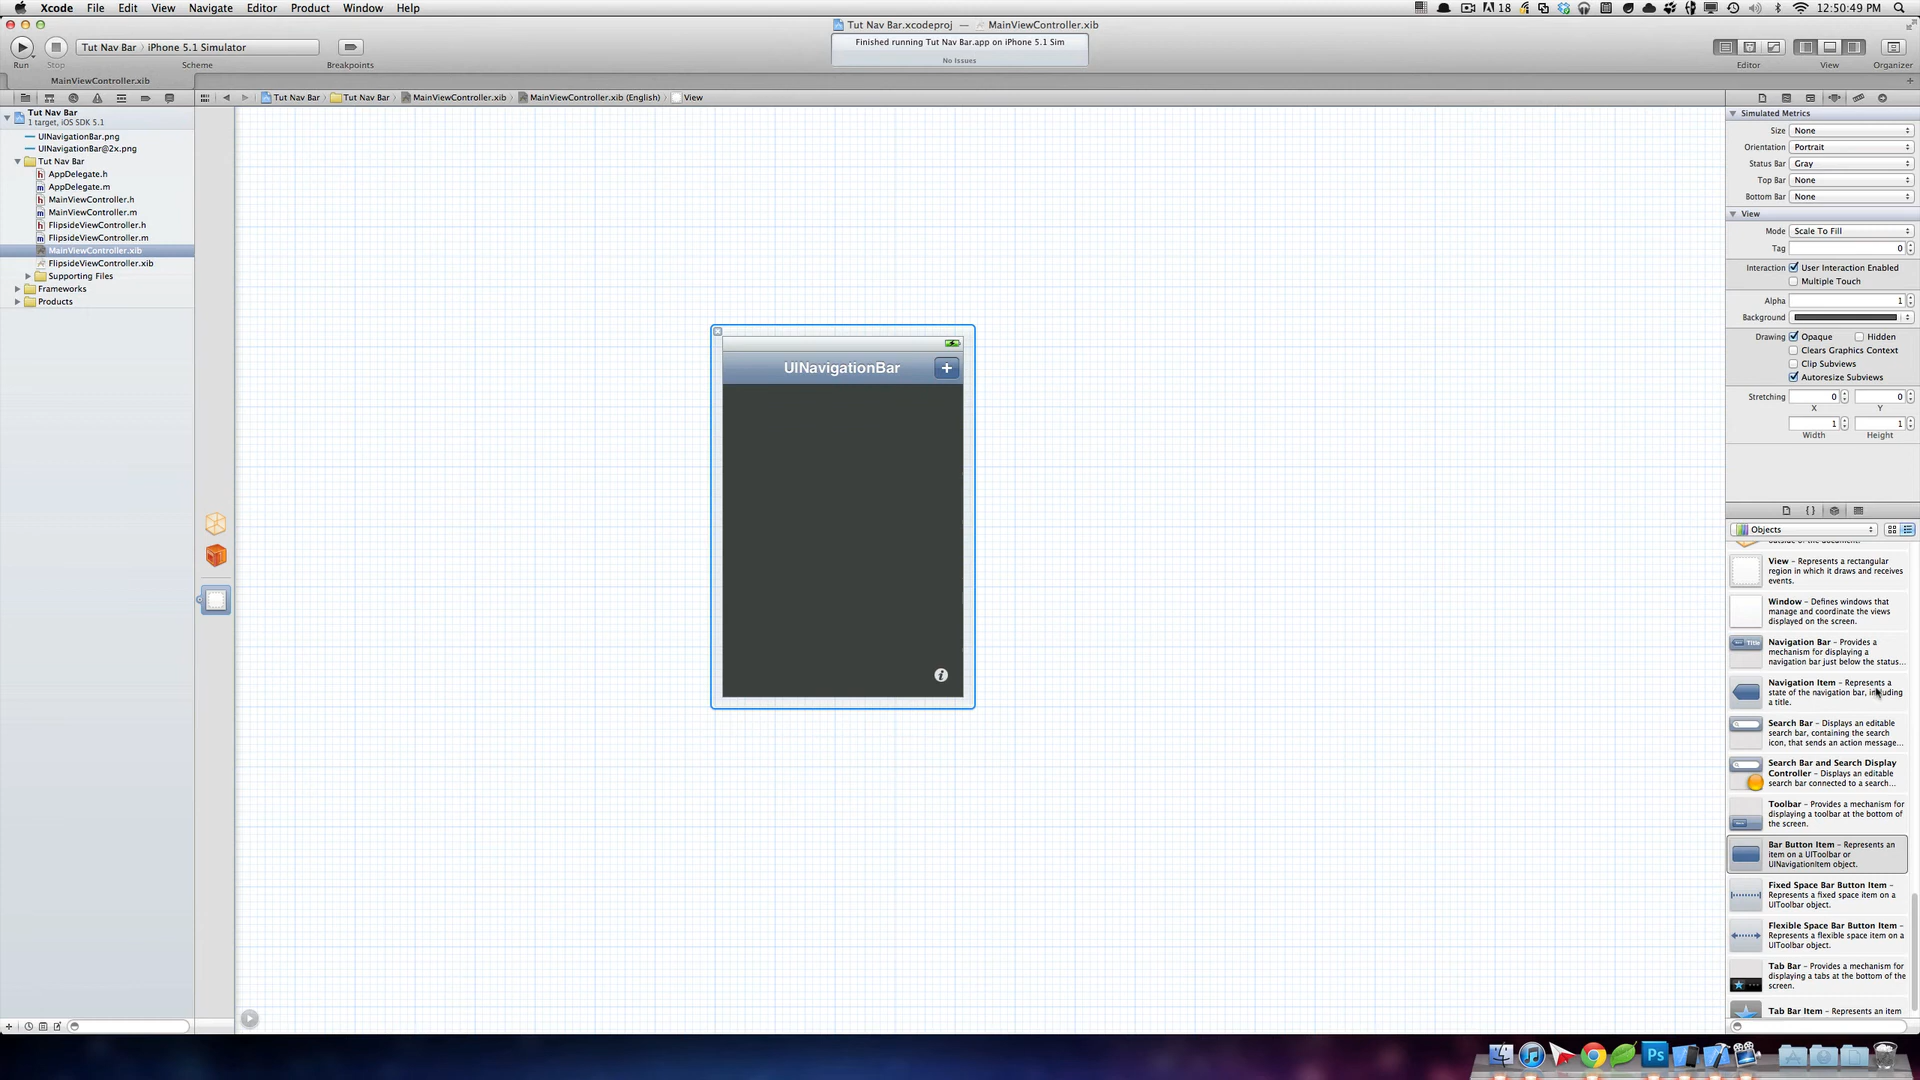 Xcode File Edit View Navigate Editor Product Window Help
18 12:50:49 PM
Tut Nav Bar.xcodeproj — MainViewController.xib
Tut Nav Bar › iPhone 5.1 Simulator
Finished running Tut Nav Bar.app on iPhone 5.1 Sim
No Issues
Run Stop Scheme Breakpoints Editor View Organizer
MainViewController.xib
Tut Nav Bar › Tut Nav Bar › MainViewController.xib › MainViewController.xib (English) › View
Tut Nav Bar
1 target, iOS SDK 5.1
UINavigationBar.png
UINavigationBar@2x.png
Tut Nav Bar
AppDelegate.h
AppDelegate.m
MainViewController.h
MainViewController.m
FlipsideViewController.h
FlipsideViewController.m
MainViewController.xib
FlipsideViewController.xib
Supporting Files
Frameworks
Products
UINavigationBar +
i
Simulated Metrics
Size None
Orientation Portrait
Status Bar Gray
Top Bar None
Bottom Bar None
View
Mode Scale To Fill
Tag 0
Interaction User Interaction Enabled
Multiple Touch
Alpha 1
Background
Drawing Opaque Hidden
Clears Graphics Context
Clip Subviews
Autoresize Subviews
Stretching 0 0
X Y
1 1
Width Height
Objects
outside of the document.
View – Represents a rectangular
region in which it draws and receives
events.
Window – Defines windows that
manage and coordinate the views
displayed on the screen.
Title
Navigation Bar – Provides a
mechanism for displaying a
navigation bar just below the status...
Navigation Item – Represents a
state of the navigation bar, including
a title.
Search Bar – Displays an editable
search bar, containing the search
icon, that sends an action message...
Search Bar and Search Display
Controller – Displays an editable
search bar connected to a search...
Toolbar – Provides a mechanism for
displaying a toolbar at the bottom of
the screen.
Bar Button Item – Represents an
item on a UIToolbar or
UINavigationItem object.
Fixed Space Bar Button Item –
Represents a fixed space item on a
UIToolbar object.
Flexible Space Bar Button Item –
Represents a flexible space item on a
UIToolbar object.
Tab Bar – Provides a mechanism for
displaying a tabs at the bottom of the
screen.
Tab Bar Item – Represents an item
Ps